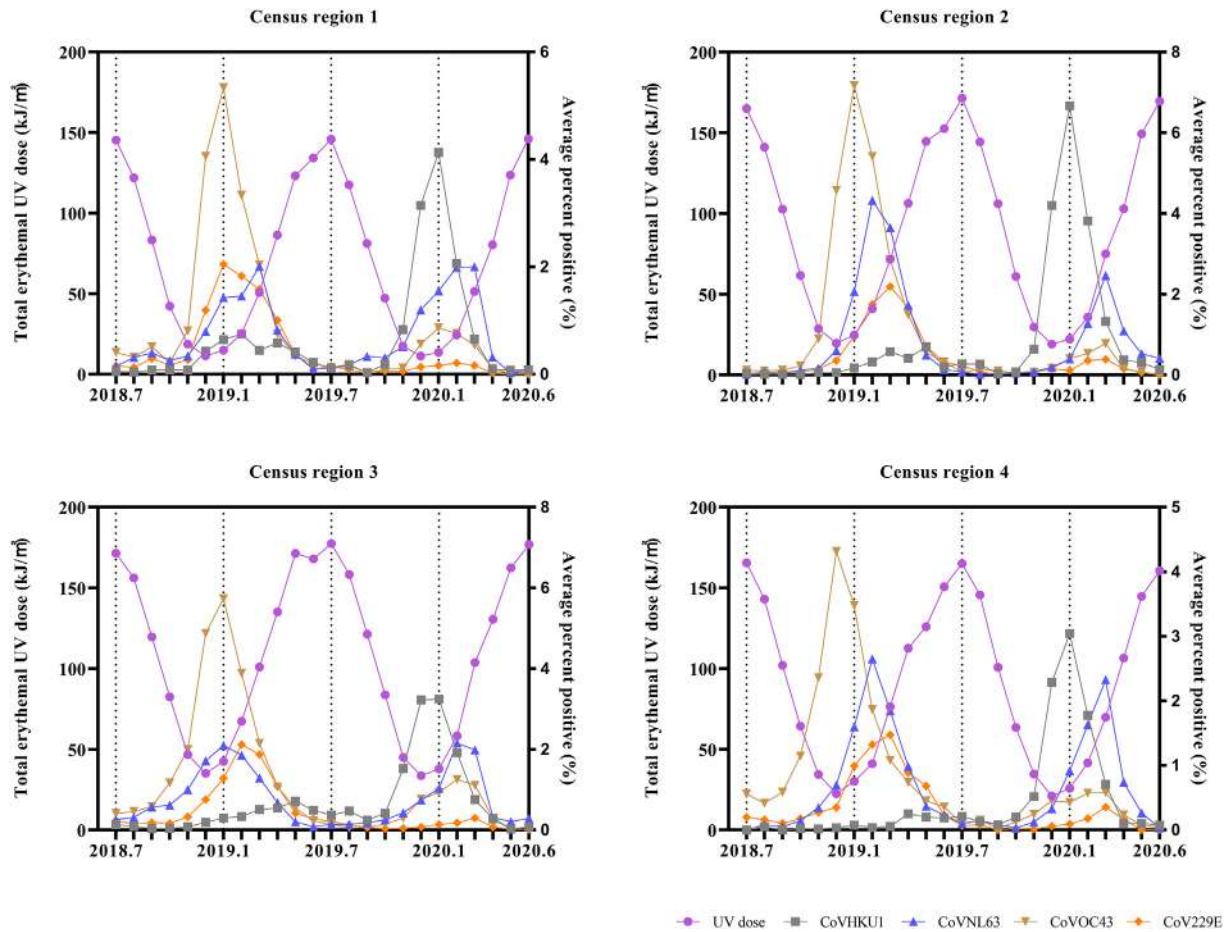 Census region 1
Total erythemal UV dose (kJ/㎡)
200
150
100
50
0
6
4
2
0
Average percent positive (%)
2018.7 2019.1 2019.7 2020.1 2020.6
Census region 2
Total erythemal UV dose (kJ/㎡)
200
150
100
50
0
8
6
4
2
0
Average percent positive (%)
2018.7 2019.1 2019.7 2020.1 2020.6
Census region 3
Total erythemal UV dose (kJ/㎡)
200
150
100
50
0
8
6
4
2
0
Average percent positive (%)
2018.7 2019.1 2019.7 2020.1 2020.6
Census region 4
Total erythemal UV dose (kJ/㎡)
200
150
100
50
0
5
4
3
2
1
0
Average percent positive (%)
2018.7 2019.1 2019.7 2020.1 2020.6
UV dose CoVHKU1 CoVNL63 CoVOC43 CoV229E